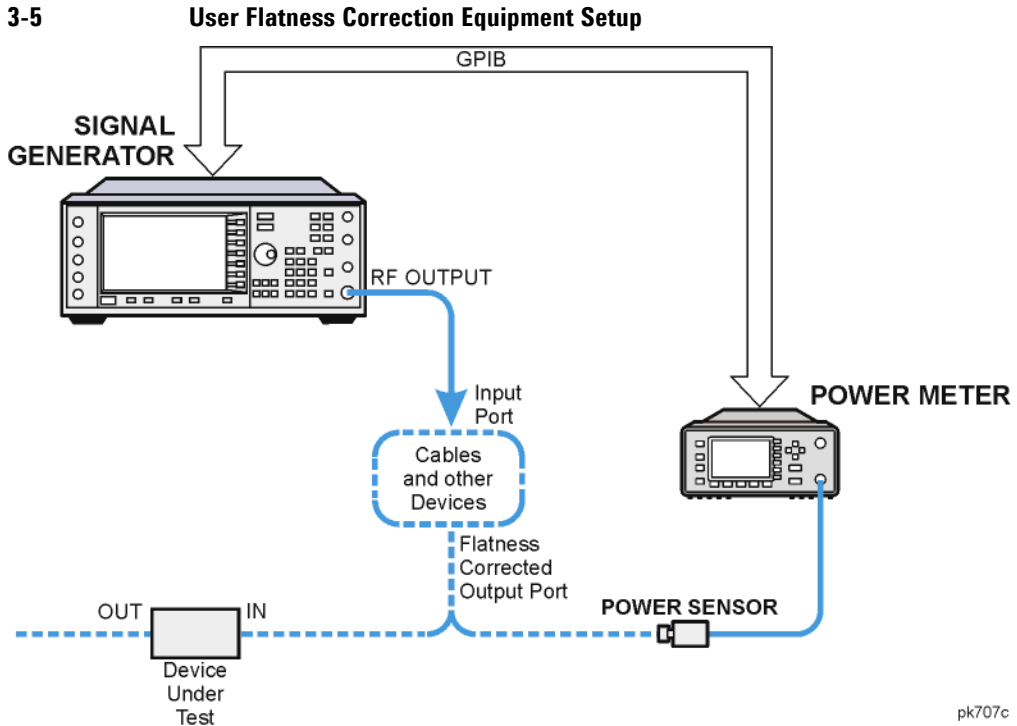 3-5 User Flatness Correction Equipment Setup
GPIB
SIGNAL
GENERATOR
RF OUTPUT
Input
Port
POWER METER
Cables
and other
Devices
Flatness
Corrected
Output Port
POWER SENSOR
OUT
IN
Device
Under
Test
pk707c